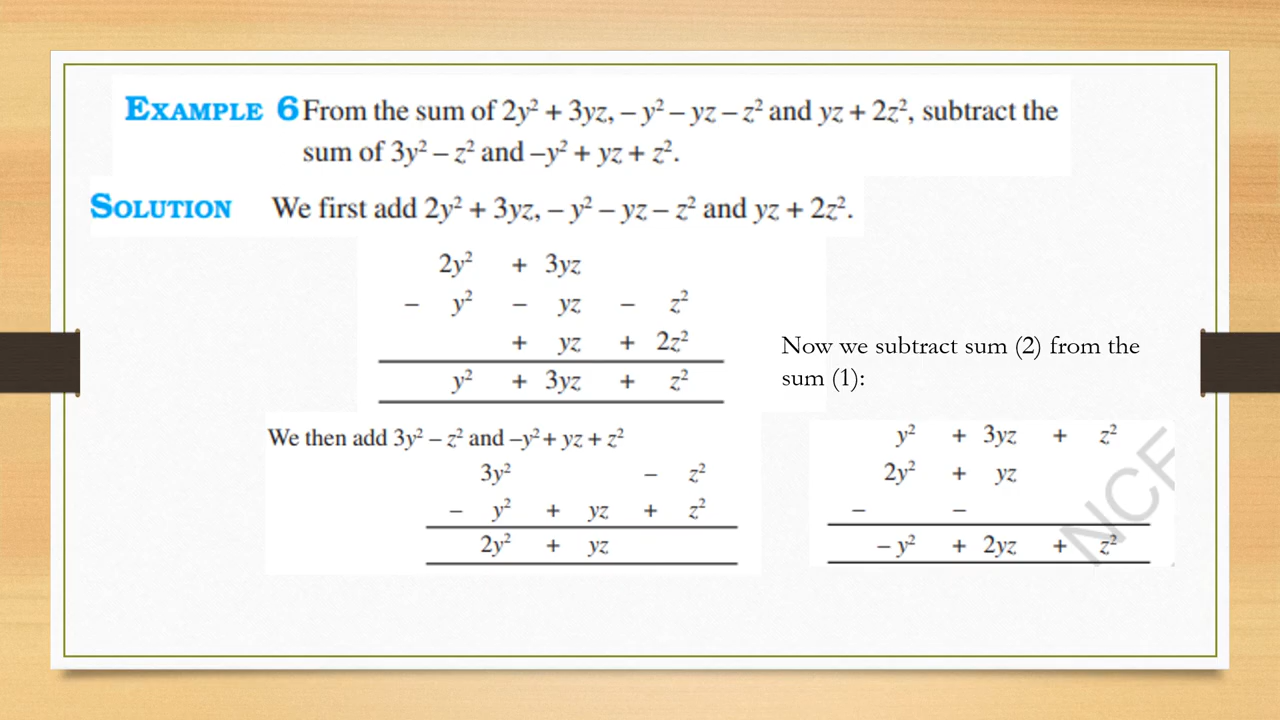 EXAMPLE 6 From the sum of 2y² + 3yz, – y² – yz – z² and yz + 2z², subtract the
sum of 3y² – z² and –y² + yz + z².
SOLUTION We first add 2y² + 3yz, – y² – yz – z² and yz + 2z².
2y² + 3yz
– y² – yz – z²
+ yz + 2z²
y² + 3yz + z²
We then add 3y² – z² and –y² + yz + z²
3y² – z²
– y² + yz + z²
2y² + yz
Now we subtract sum (2) from the
sum (1):
y² + 3yz + z²
2y² + yz
– –
– y² + 2yz + z²
NCE